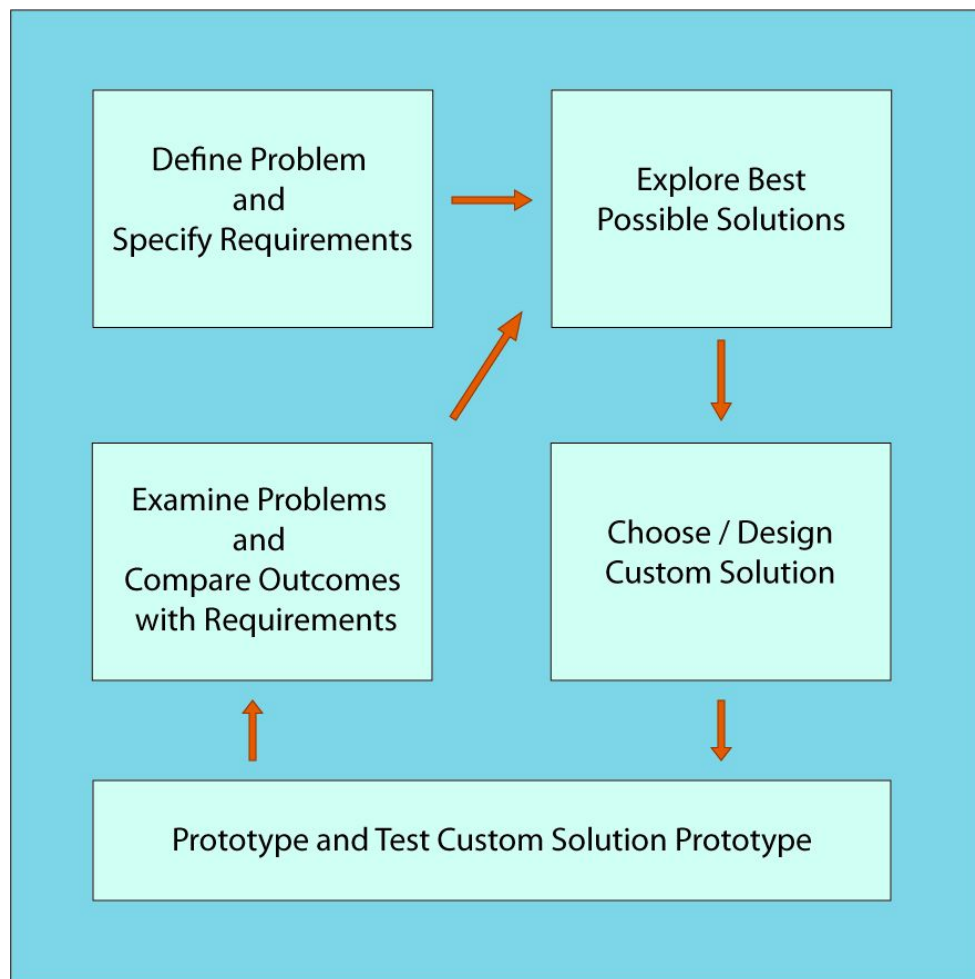 Define Problem
and
Specify Requirements
Explore Best
Possible Solutions
Examine Problems
and
Compare Outcomes
with Requirements
Choose / Design
Custom Solution
Prototype and Test Custom Solution Prototype